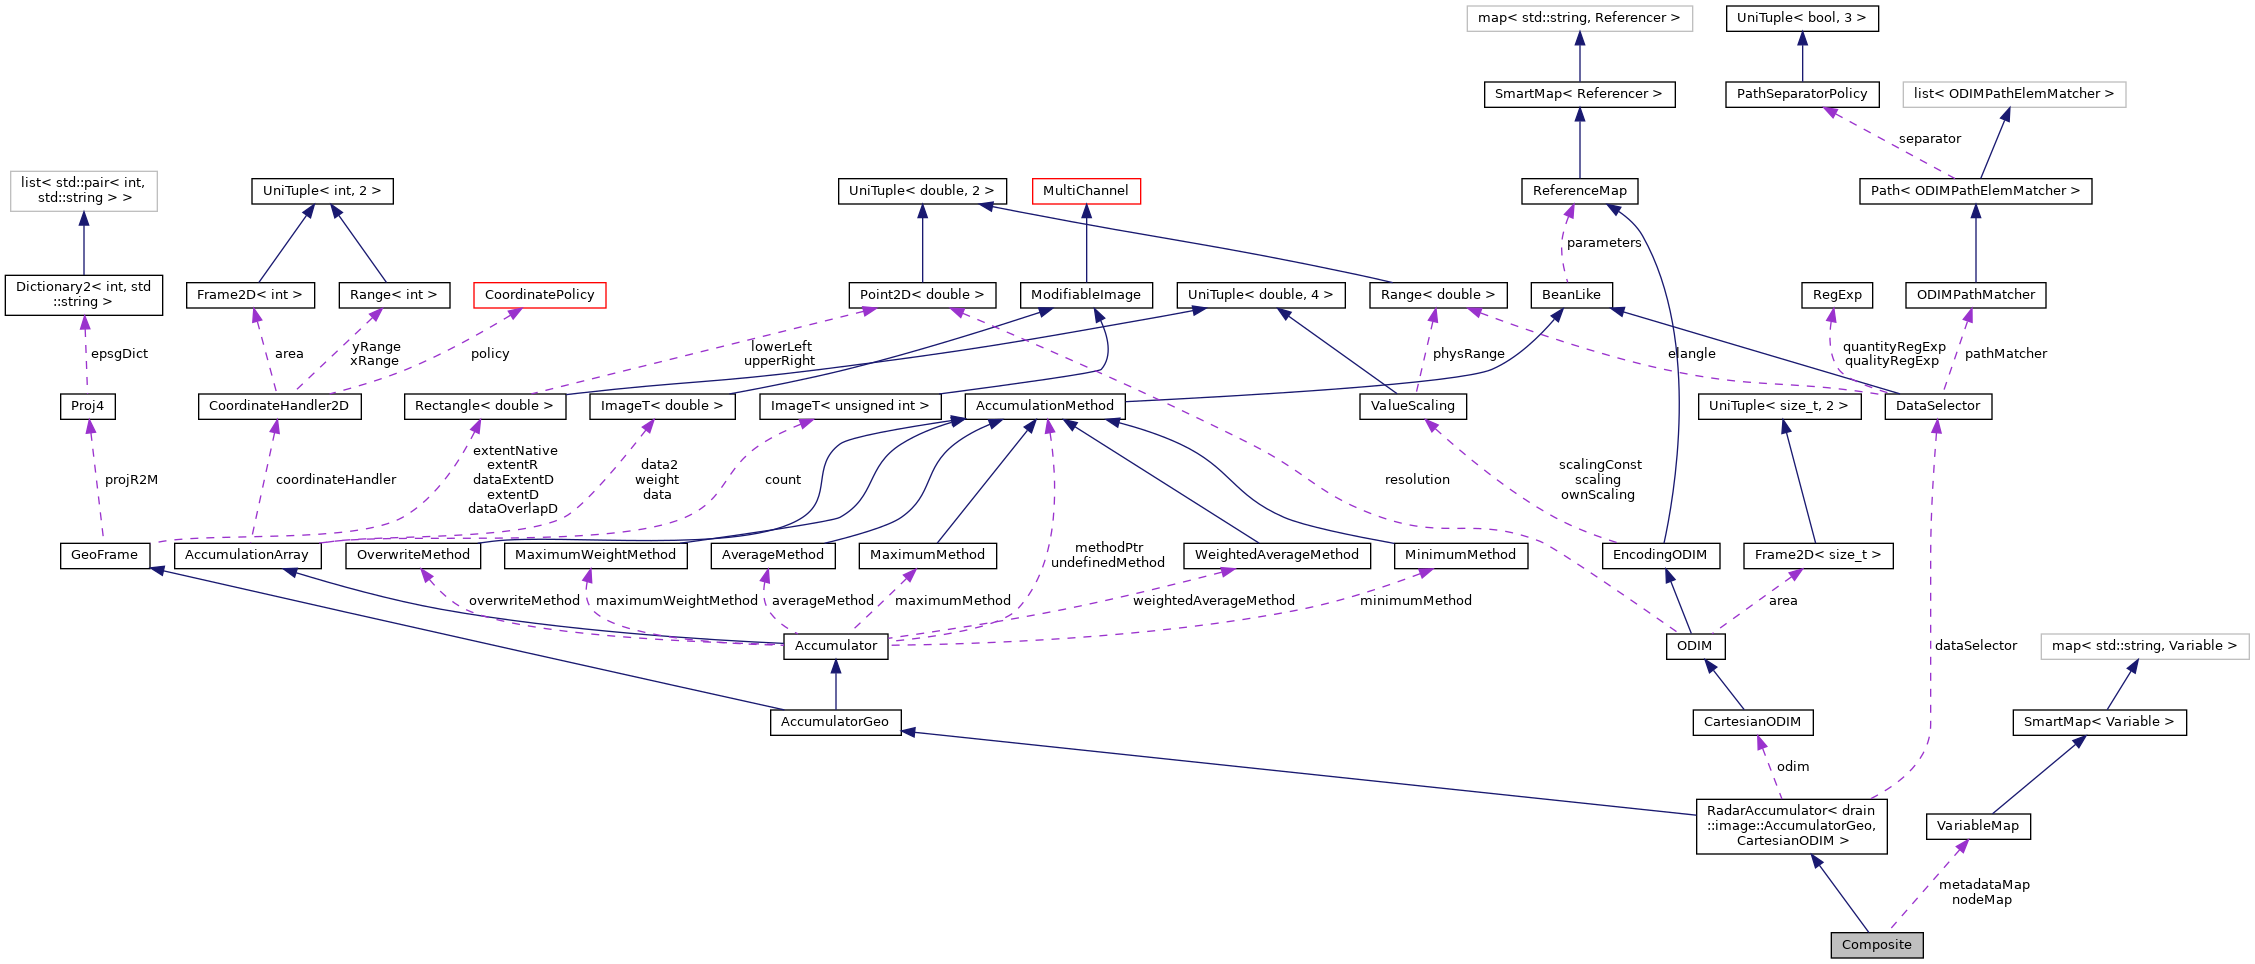 map< std::string, Referencer >
UniTuple< bool, 3 >
SmartMap< Referencer >
PathSeparatorPolicy
list< ODIMPathElemMatcher >
separator
list< std::pair< int,
std::string > >
UniTuple< int, 2 >
UniTuple< double, 2 >
MultiChannel
ReferenceMap
Path< ODIMPathElemMatcher >
parameters
Dictionary2< int, std
::string >
Frame2D< int >
Range< int >
CoordinatePolicy
Point2D< double >
ModifiableImage
UniTuple< double, 4 >
Range< double >
BeanLike
RegExp
ODIMPathMatcher
epsgDict
area
yRange
xRange
policy
lowerLeft
upperRight
physRange
elangle
quantityRegExp
qualityRegExp
pathMatcher
Proj4
CoordinateHandler2D
Rectangle< double >
ImageT< double >
ImageT< unsigned int >
AccumulationMethod
ValueScaling
UniTuple< size_t, 2 >
DataSelector
projR2M
coordinateHandler
extentNative
extentR
dataExtentD
extentD
dataOverlapD
data2
weight
data
count
resolution
scalingConst
scaling
ownScaling
GeoFrame
AccumulationArray
OverwriteMethod
MaximumWeightMethod
AverageMethod
MaximumMethod
methodPtr
undefinedMethod
WeightedAverageMethod
MinimumMethod
EncodingODIM
Frame2D< size_t >
overwriteMethod
maximumWeightMethod
averageMethod
maximumMethod
weightedAverageMethod
minimumMethod
area
Accumulator
ODIM
dataSelector
map< std::string, Variable >
AccumulatorGeo
CartesianODIM
SmartMap< Variable >
odim
RadarAccumulator< drain
::image::AccumulatorGeo,
CartesianODIM >
VariableMap
metadataMap
nodeMap
Composite